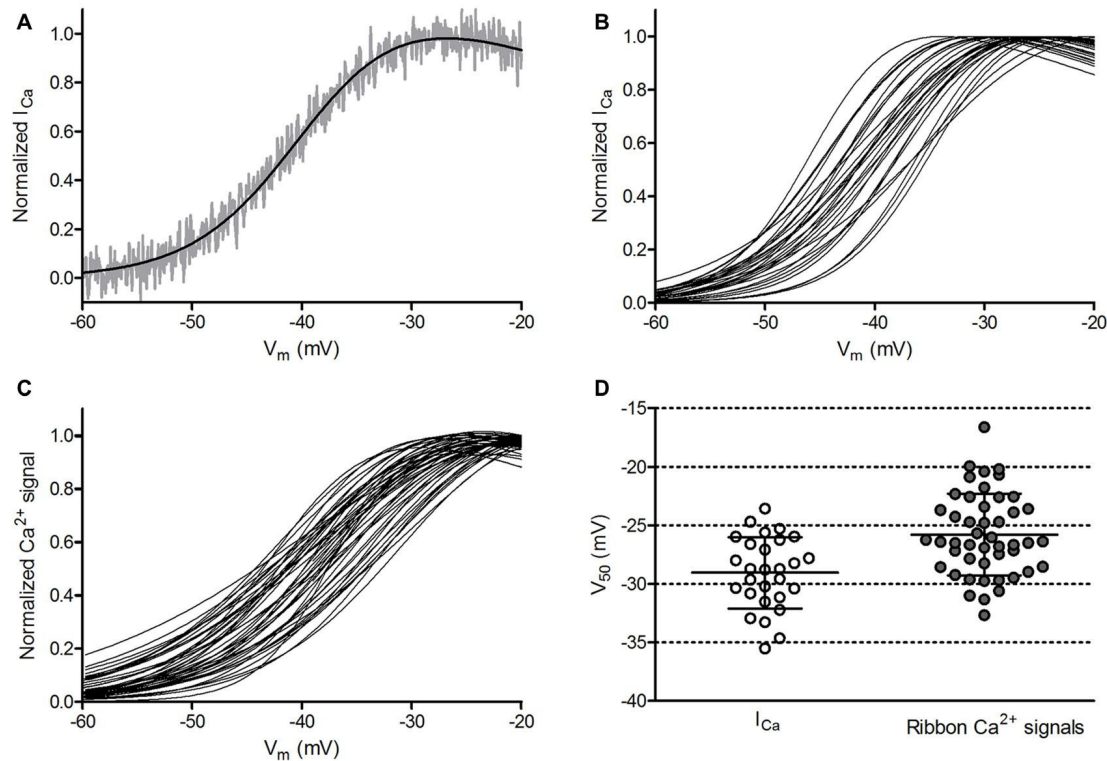 A
Normalized I_Ca
1.0
0.8
0.6
0.4
0.2
0.0
-60 -50 -40 -30 -20
V_m (mV)
B
Normalized I_Ca
1.0
0.8
0.6
0.4
0.2
0.0
-60 -50 -40 -30 -20
V_m (mV)
C
Normalized Ca²⁺ signal
1.0
0.8
0.6
0.4
0.2
0.0
-60 -50 -40 -30 -20
V_m (mV)
D
V₅₀ (mV)
-15
-20
-25
-30
-35
-40
I_Ca Ribbon Ca²⁺ signals